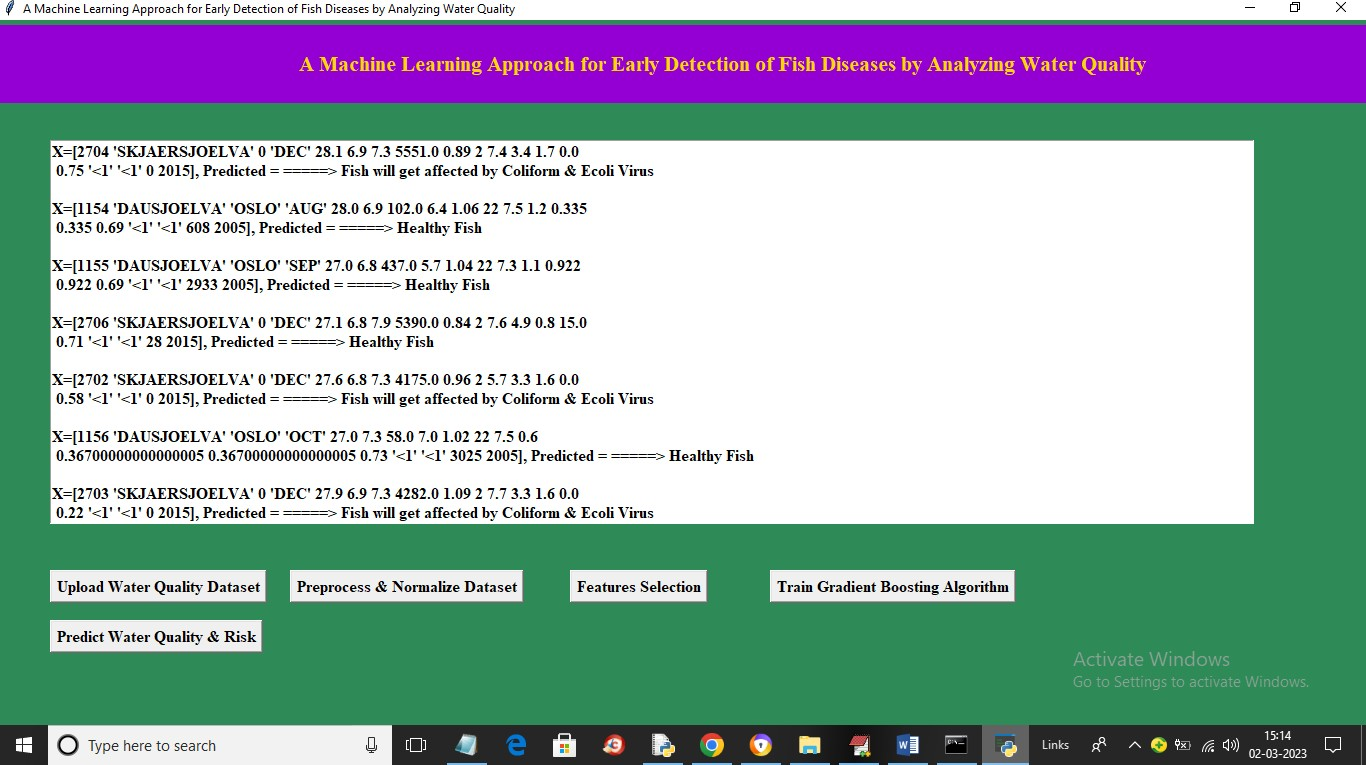 A Machine Learning Approach for Early Detection of Fish Diseases by Analyzing Water Quality
A Machine Learning Approach for Early Detection of Fish Diseases by Analyzing Water Quality
X=[2704 'SKJAERSJOELVA' 0 'DEC' 28.1 6.9 7.3 5551.0 0.89 2 7.4 3.4 1.7 0.0
0.75 '<1' '<1' 0 2015], Predicted = =====> Fish will get affected by Coliform & Ecoli Virus
X=[1154 'DAUSJOELVA' 'OSLO' 'AUG' 28.0 6.9 102.0 6.4 1.06 22 7.5 1.2 0.335
0.335 0.69 '<1' '<1' 608 2005], Predicted = =====> Healthy Fish
X=[1155 'DAUSJOELVA' 'OSLO' 'SEP' 27.0 6.8 437.0 5.7 1.04 22 7.3 1.1 0.922
0.922 0.69 '<1' '<1' 2933 2005], Predicted = =====> Healthy Fish
X=[2706 'SKJAERSJOELVA' 0 'DEC' 27.1 6.8 7.9 5390.0 0.84 2 7.6 4.9 0.8 15.0
0.71 '<1' '<1' 28 2015], Predicted = =====> Healthy Fish
X=[2702 'SKJAERSJOELVA' 0 'DEC' 27.6 6.8 7.3 4175.0 0.96 2 5.7 3.3 1.6 0.0
0.58 '<1' '<1' 0 2015], Predicted = =====> Fish will get affected by Coliform & Ecoli Virus
X=[1156 'DAUSJOELVA' 'OSLO' 'OCT' 27.0 7.3 58.0 7.0 1.02 22 7.5 0.6
0.36700000000000005 0.36700000000000005 0.73 '<1' '<1' 3025 2005], Predicted = =====> Healthy Fish
X=[2703 'SKJAERSJOELVA' 0 'DEC' 27.9 6.9 7.3 4282.0 1.09 2 7.7 3.3 1.6 0.0
0.22 '<1' '<1' 0 2015], Predicted = =====> Fish will get affected by Coliform & Ecoli Virus
Upload Water Quality Dataset
Preprocess & Normalize Dataset
Features Selection
Train Gradient Boosting Algorithm
Predict Water Quality & Risk
Activate Windows
Go to Settings to activate Windows.
Type here to search
Links
15:14
02-03-2023